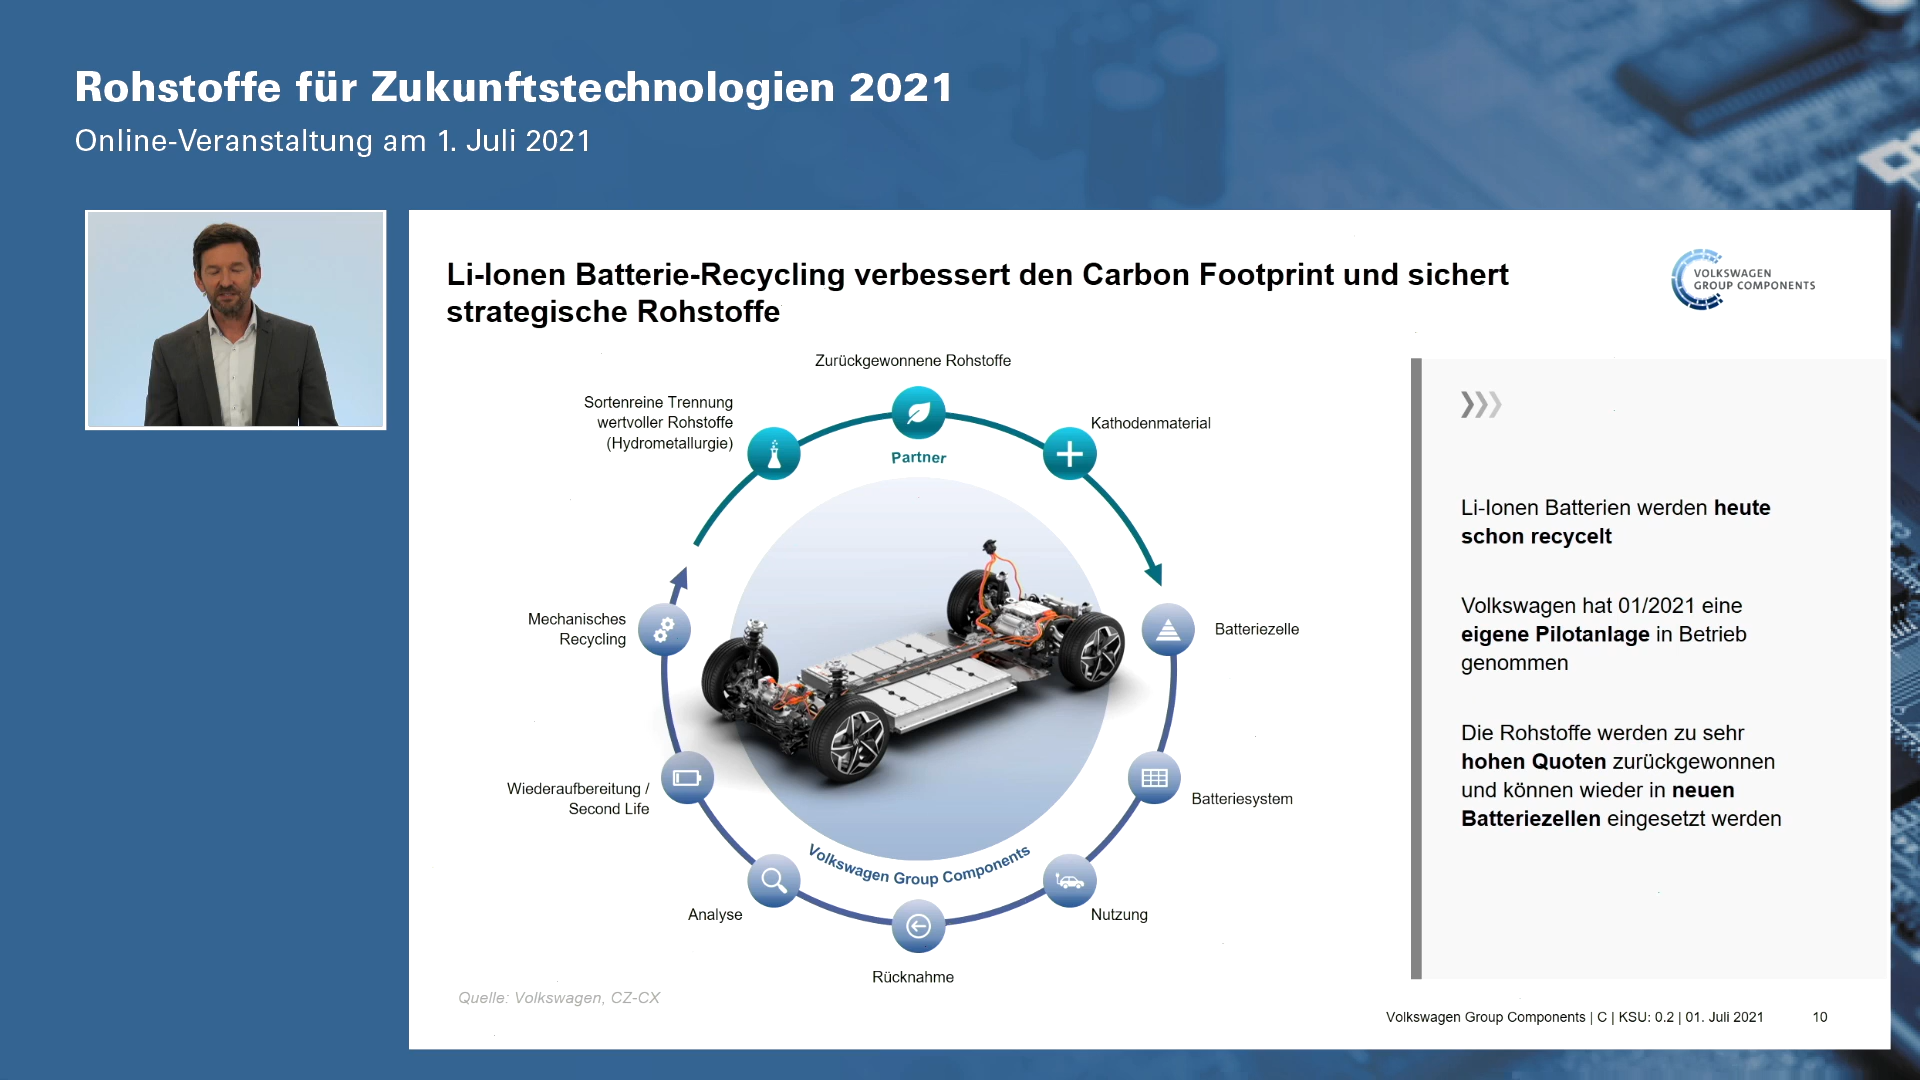 Rohstoffe für Zukunftstechnologien 2021
Online-Veranstaltung am 1. Juli 2021
Li-Ionen Batterie-Recycling verbessert den Carbon Footprint und sichert
strategische Rohstoffe
VOLKSWAGEN
GROUP COMPONENTS
Zurückgewonnene Rohstoffe
Sortenreine Trennung
wertvoller Rohstoffe
(Hydrometallurgie)
Kathodenmaterial
Partner
Mechanisches
Recycling
Batteriezelle
Wiederaufbereitung /
Second Life
Batteriesystem
Volkswagen Group Components
Analyse
Nutzung
Rücknahme
Li-Ionen Batterien werden heute
schon recycelt
Volkswagen hat 01/2021 eine
eigene Pilotanlage in Betrieb
genommen
Die Rohstoffe werden zu sehr
hohen Quoten zurückgewonnen
und können wieder in neuen
Batteriezellen eingesetzt werden
Quelle: Volkswagen, CZ-CX
Volkswagen Group Components | C | KSU: 0.2 | 01. Juli 2021 10